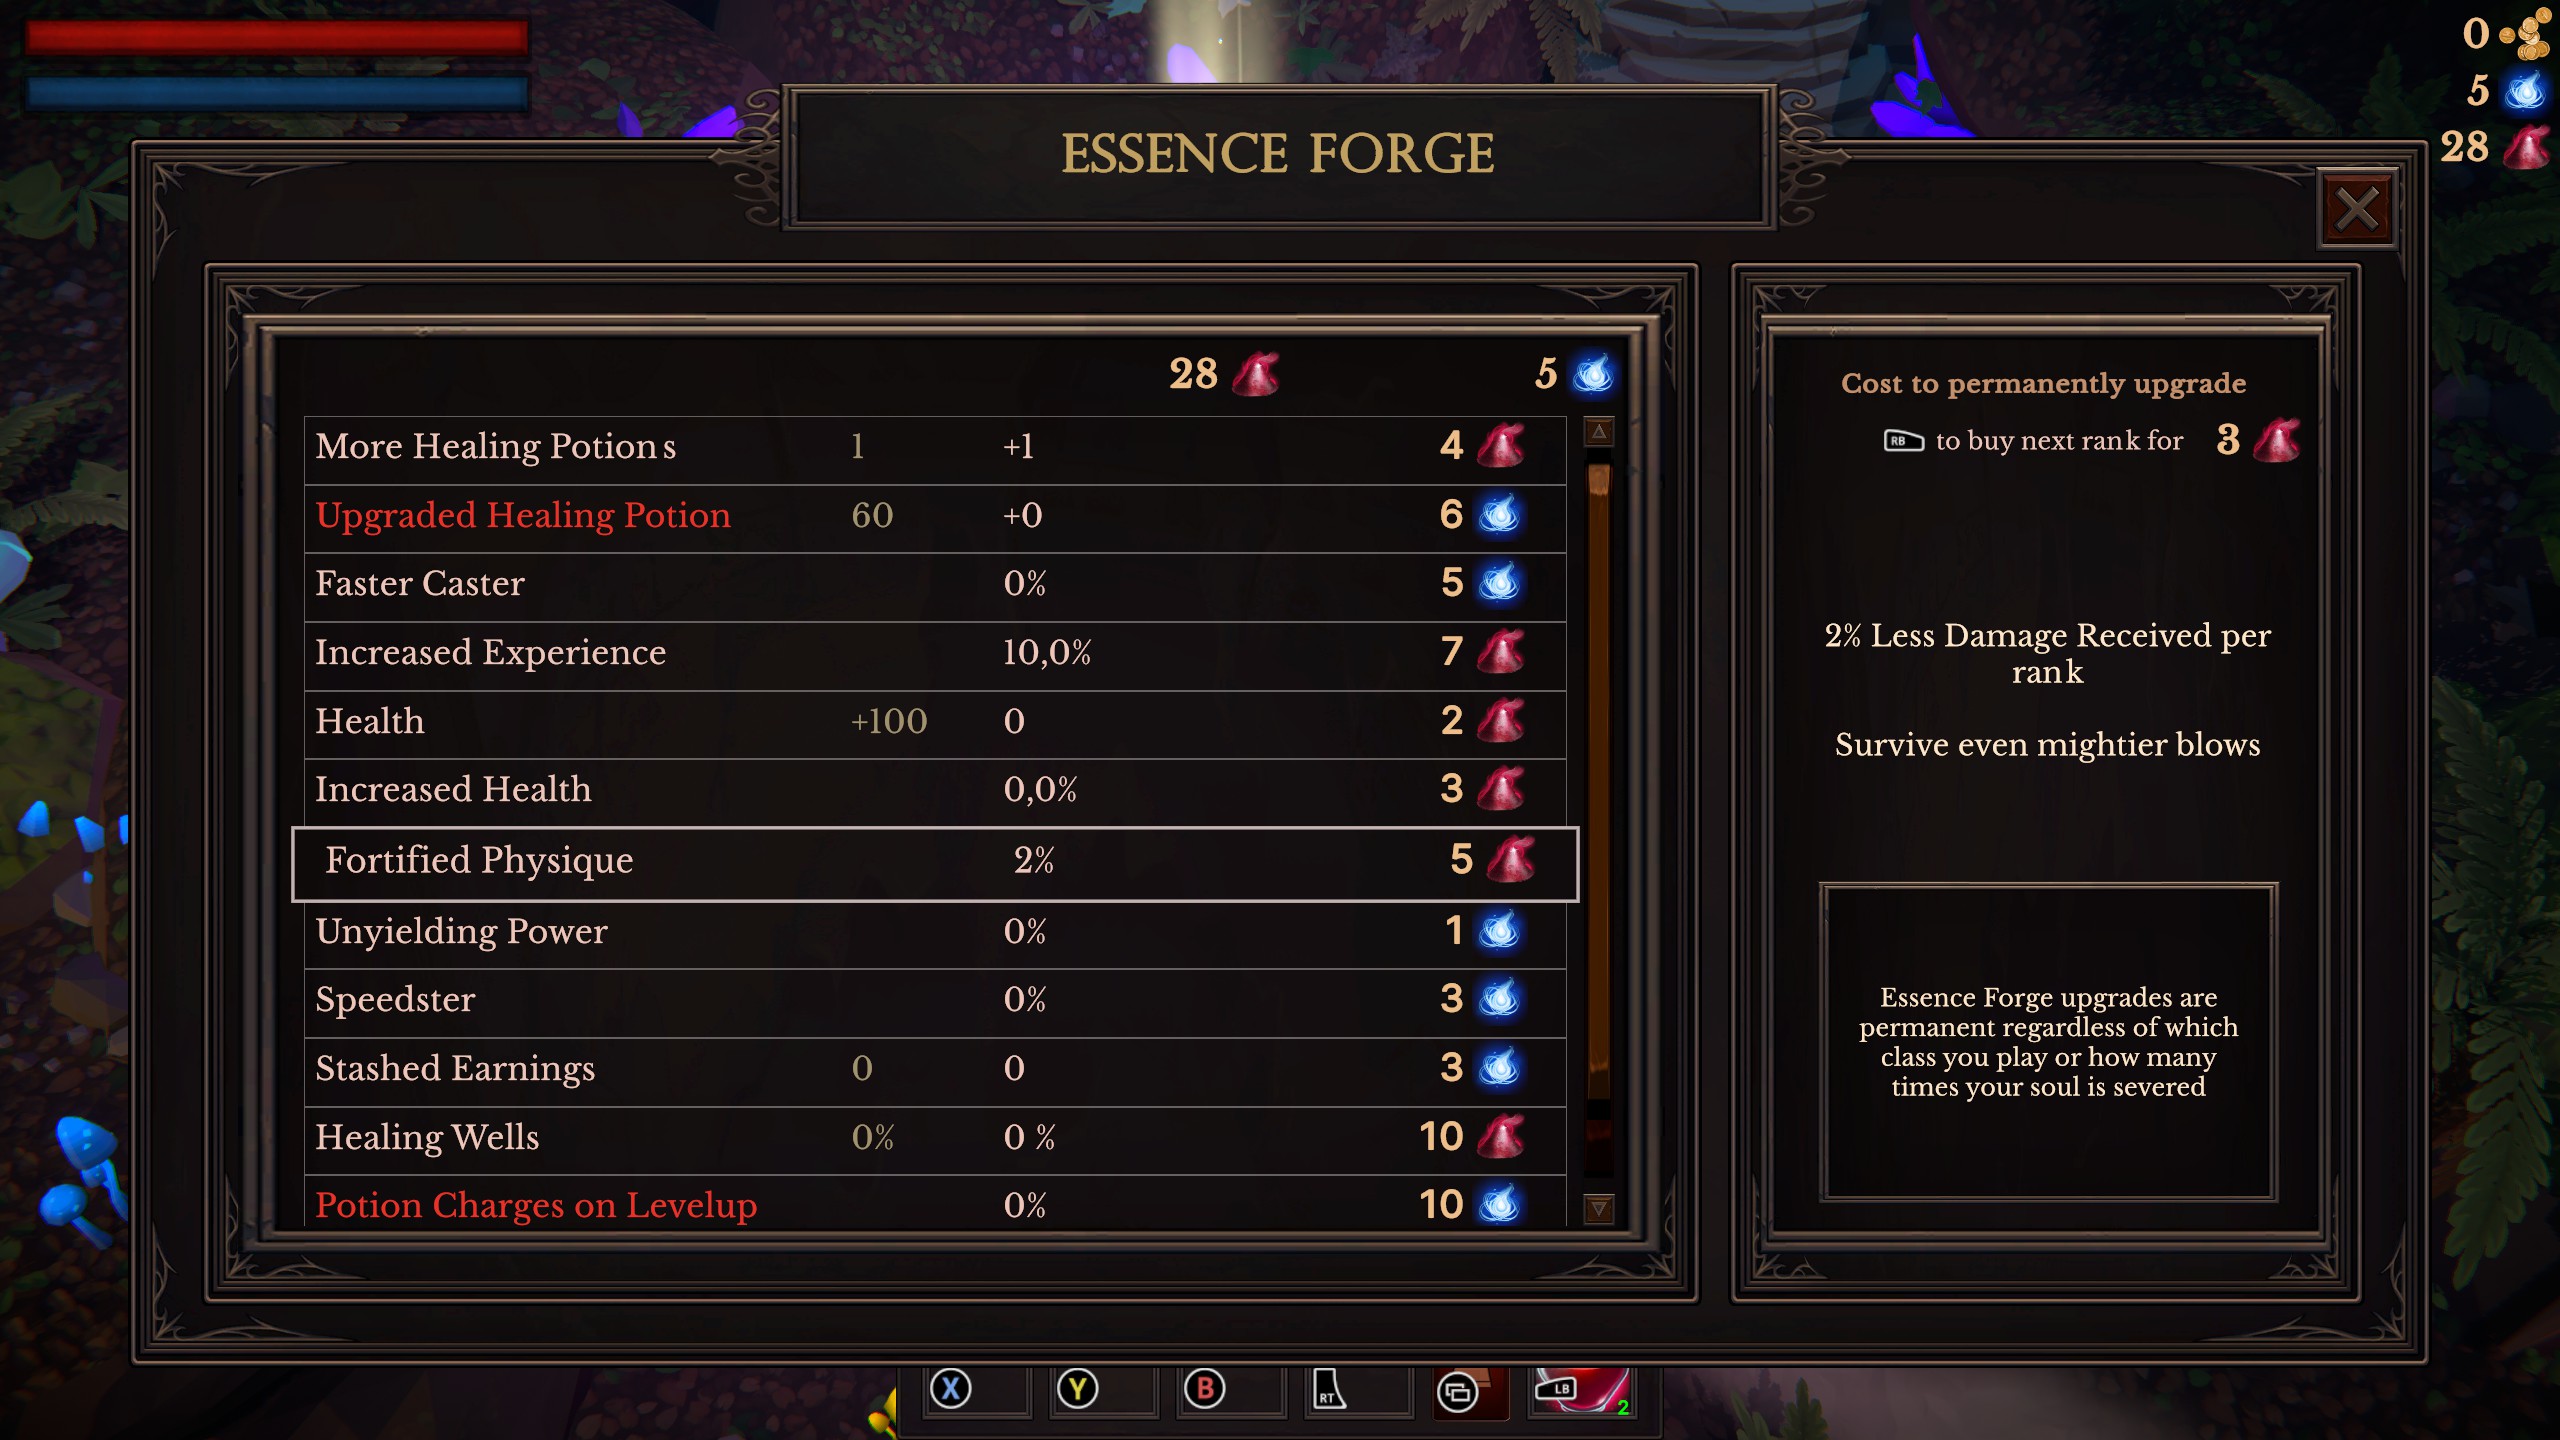 0
5
28
ESSENCE FORGE
28 5
More Healing Potions 1 +1 4
Upgraded Healing Potion 60 +0 6
Faster Caster 0% 5
Increased Experience 10,0% 7
Health +100 0 2
Increased Health 0,0% 3
Fortified Physique 2% 5
Unyielding Power 0% 1
Speedster 0% 3
Stashed Earnings 0 0 3
Healing Wells 0% 0 % 10
Potion Charges on Levelup 0% 10
Cost to permanently upgrade
RB to buy next rank for 3
2% Less Damage Received per
rank
Survive even mightier blows
Essence Forge upgrades are
permanent regardless of which
class you play or how many
times your soul is severed
X Y B RT LB 2